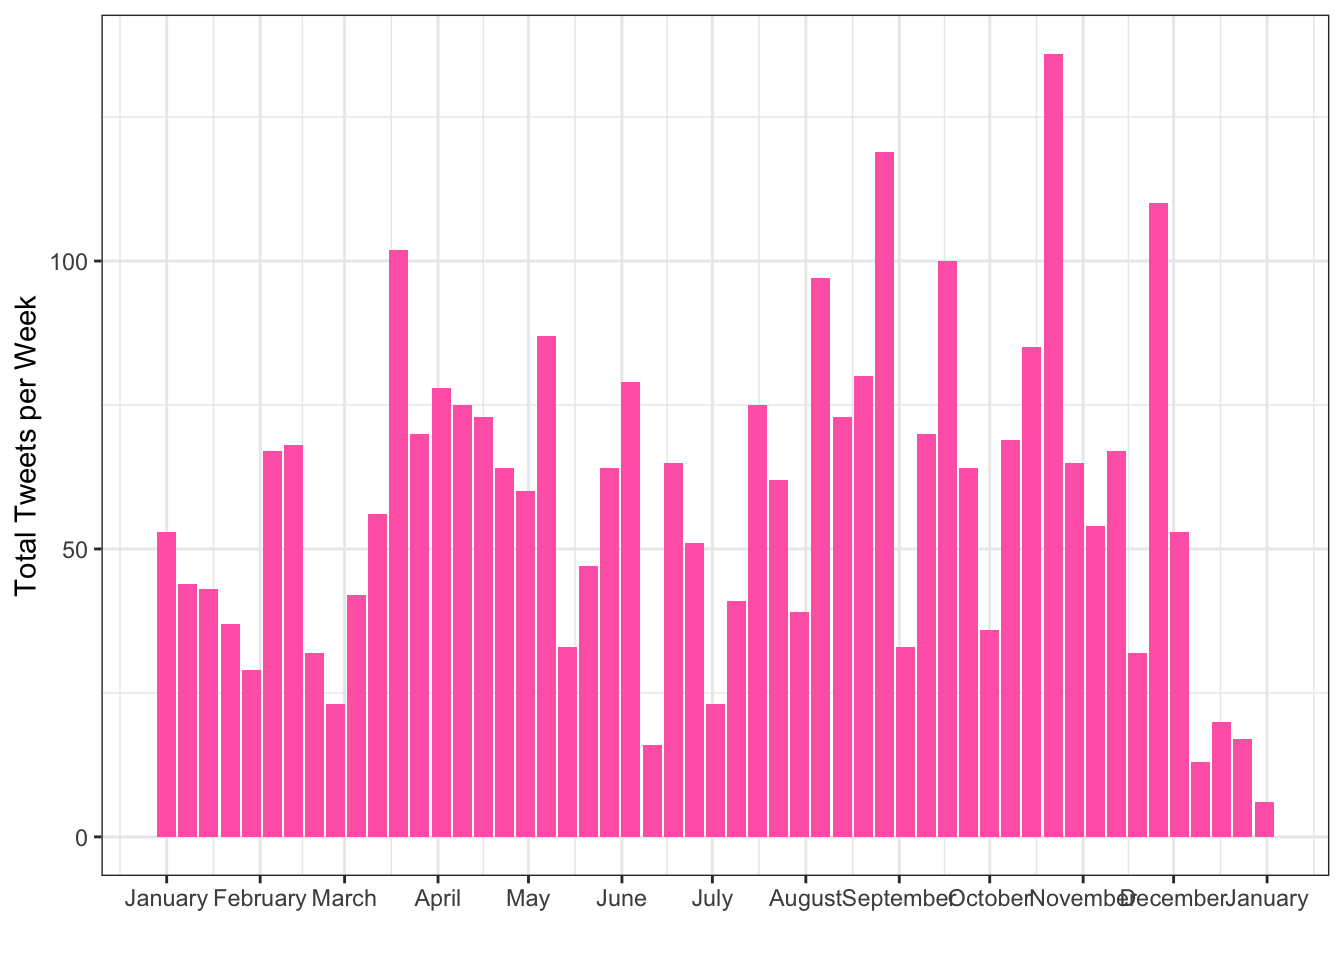 Total Tweets per Week
100
50
0
January February March April May June July August September October November December January